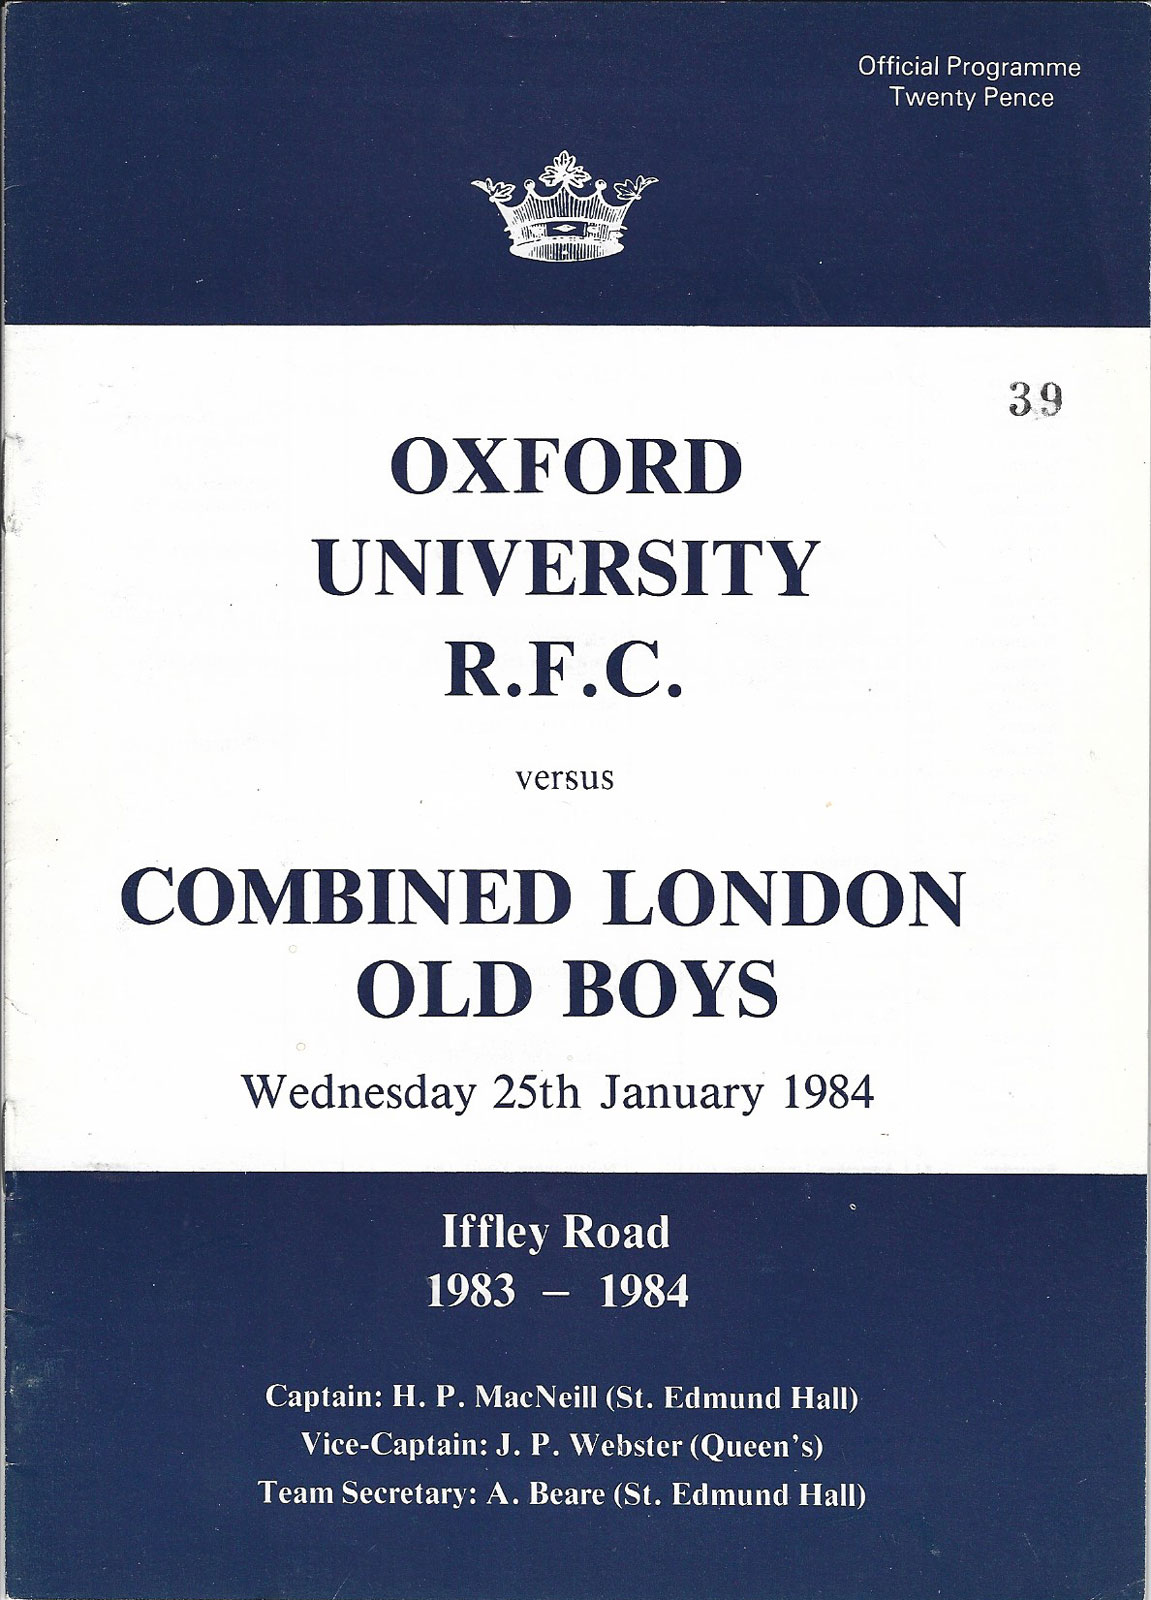 Official Programme
Twenty Pence
39
OXFORD
UNIVERSITY
R.F.C.
versus
COMBINED LONDON
OLD BOYS
Wednesday 25th January 1984
Iffley Road
1983 – 1984
Captain: H. P. MacNeill (St. Edmund Hall)
Vice-Captain: J. P. Webster (Queen's)
Team Secretary: A. Beare (St. Edmund Hall)